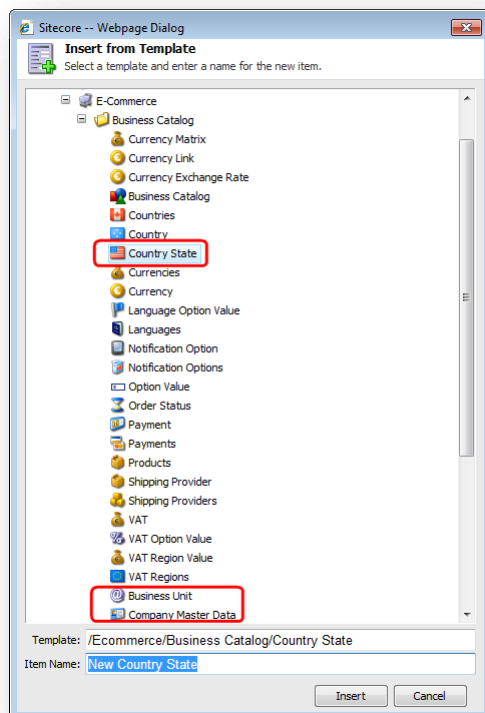 Sitecore -- Webpage Dialog
Insert from Template
Select a template and enter a name for the new item.
E-Commerce
Business Catalog
Currency Matrix
Currency Link
Currency Exchange Rate
Business Catalog
Countries
Country
Country State
Currencies
Currency
Language Option Value
Languages
Notification Option
Notification Options
Option Value
Order Status
Payment
Payments
Products
Shipping Provider
Shipping Providers
VAT
VAT Option Value
VAT Region Value
VAT Regions
Business Unit
Company Master Data
Template: /Ecommerce/Business Catalog/Country State
Item Name: New Country State
Insert Cancel